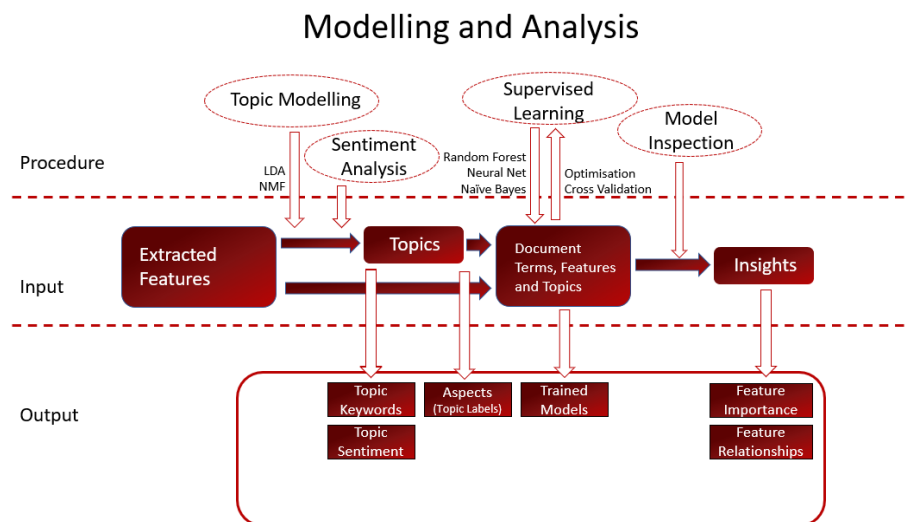 Modelling and Analysis
Topic Modelling
Supervised
Learning
Model
Inspection
Sentiment
Analysis
Procedure
LDA
NMF
Random Forest
Neural Net
Naïve Bayes
Optimisation
Cross Validation
Extracted
Features
Topics
Document
Terms, Features
and Topics
Insights
Input
Topic
Keywords
Aspects
(Topic Labels)
Trained
Models
Feature
Importance
Output
Topic
Sentiment
Feature
Relationships